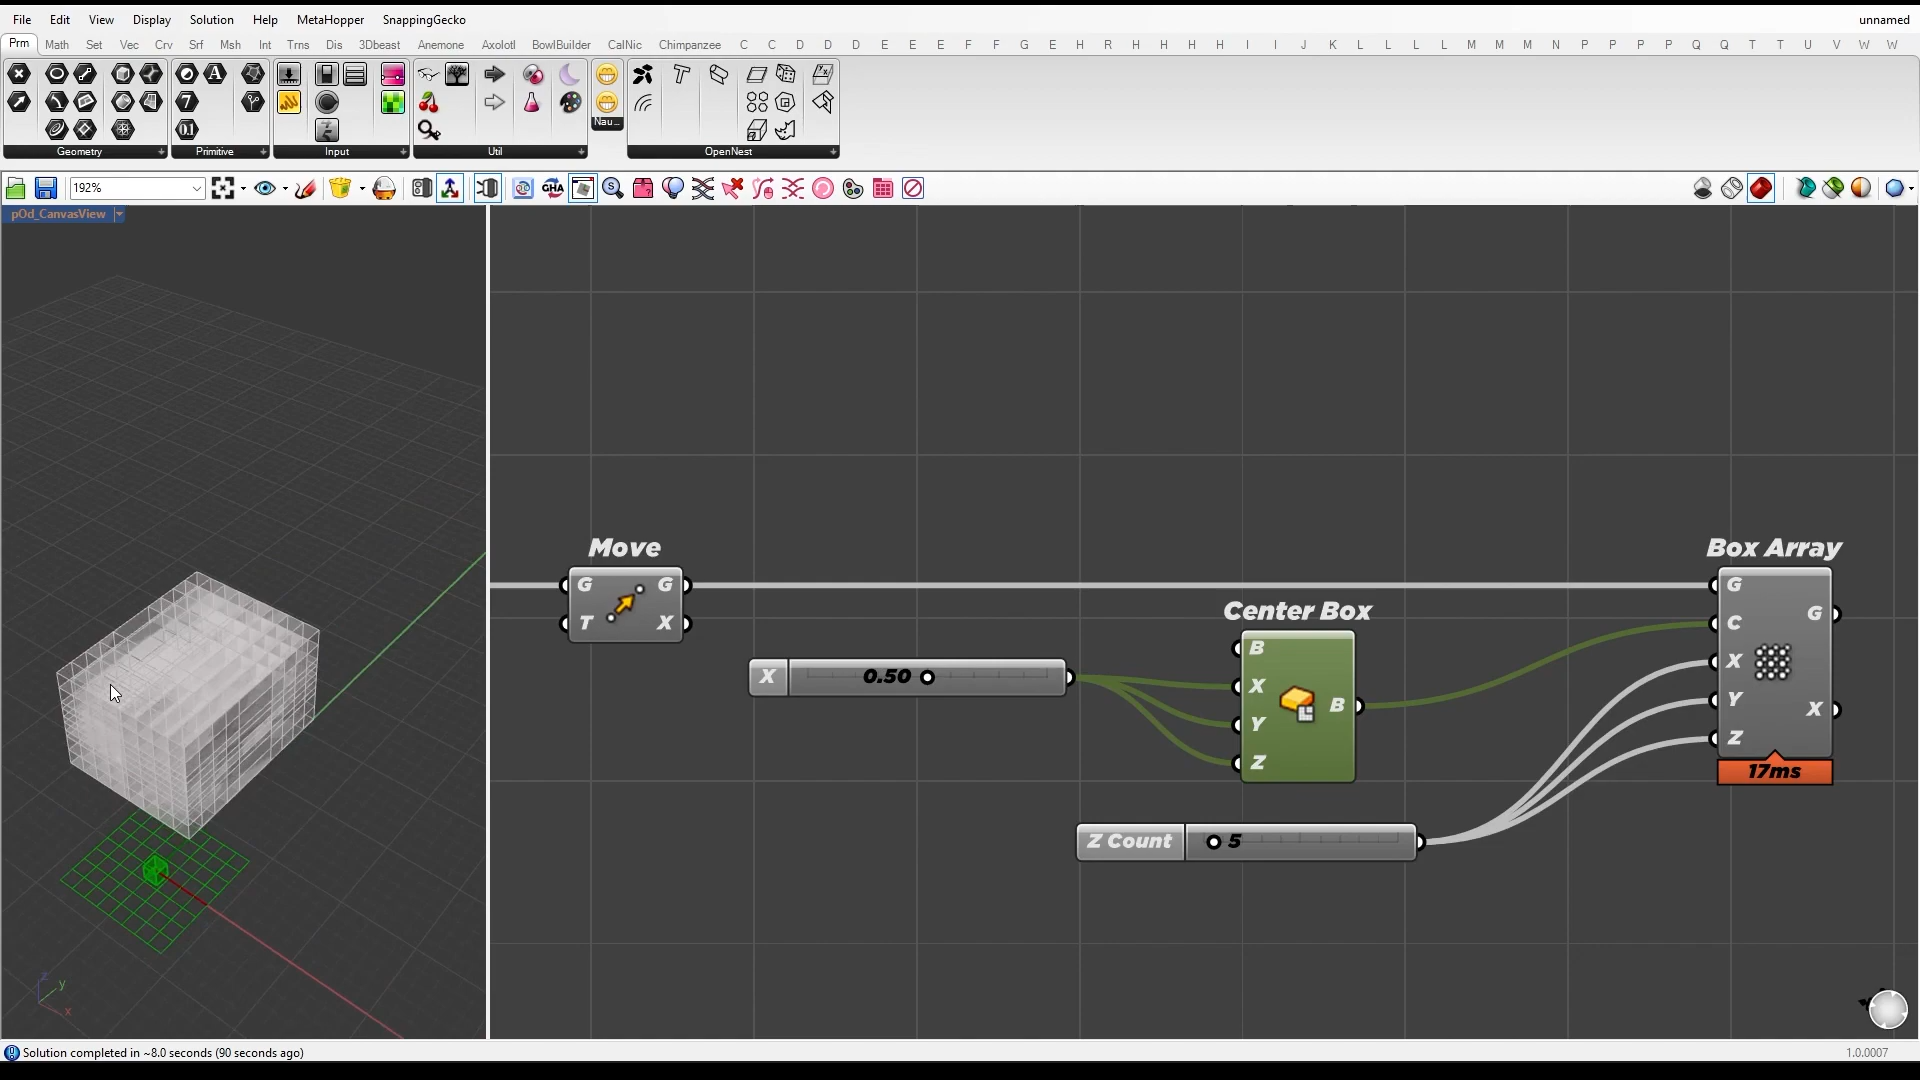 File Edit View Display Solution Help MetaHopper SnappingGecko unnamed
Prm Math Set Vec Crv Srf Msh Int Trns Dis 3Dbeast Anemone Axolotl BowlBuilder CalNic Chimpanzee C C D D D E E E F F G E H R H H H H I I J K L L L L M M M N P P P P Q Q T T U V W W
Geometry Primitive Input Util Nau... OpenNest
192% GHA
pOd_CanvasView
Move
G G
T X
X 0.50
Center Box
B
X
Y
Z
B
Z Count 5
Box Array
G
C
X
Y
Z
G
X
17ms
z y x
Solution completed in ~8.0 seconds (90 seconds ago) 1.0.0007